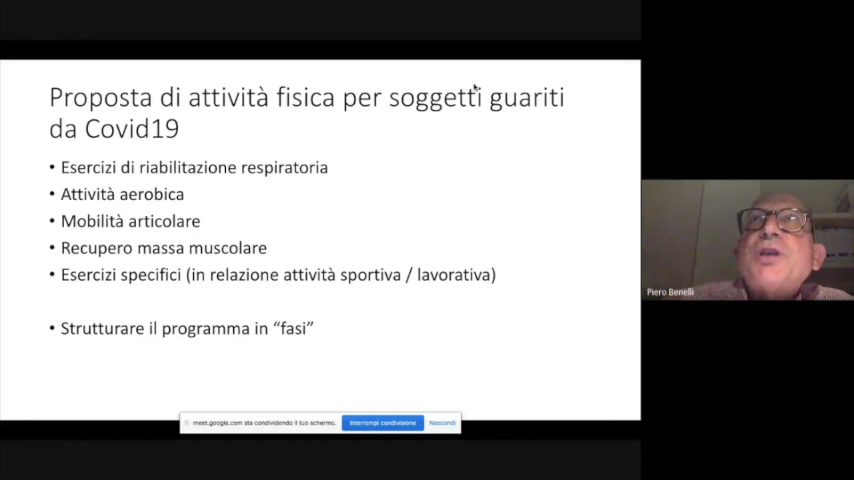 Proposta di attività fisica per soggetti guariti
da Covid19
• Esercizi di riabilitazione respiratoria
• Attività aerobica
• Mobilità articolare
• Recupero massa muscolare
• Esercizi specifici (in relazione attività sportiva / lavorativa)
• Strutturare il programma in “fasi”
Piero Benelli
meet.google.com sta condividendo il tuo schermo. Interrompi condivisione Nascondi